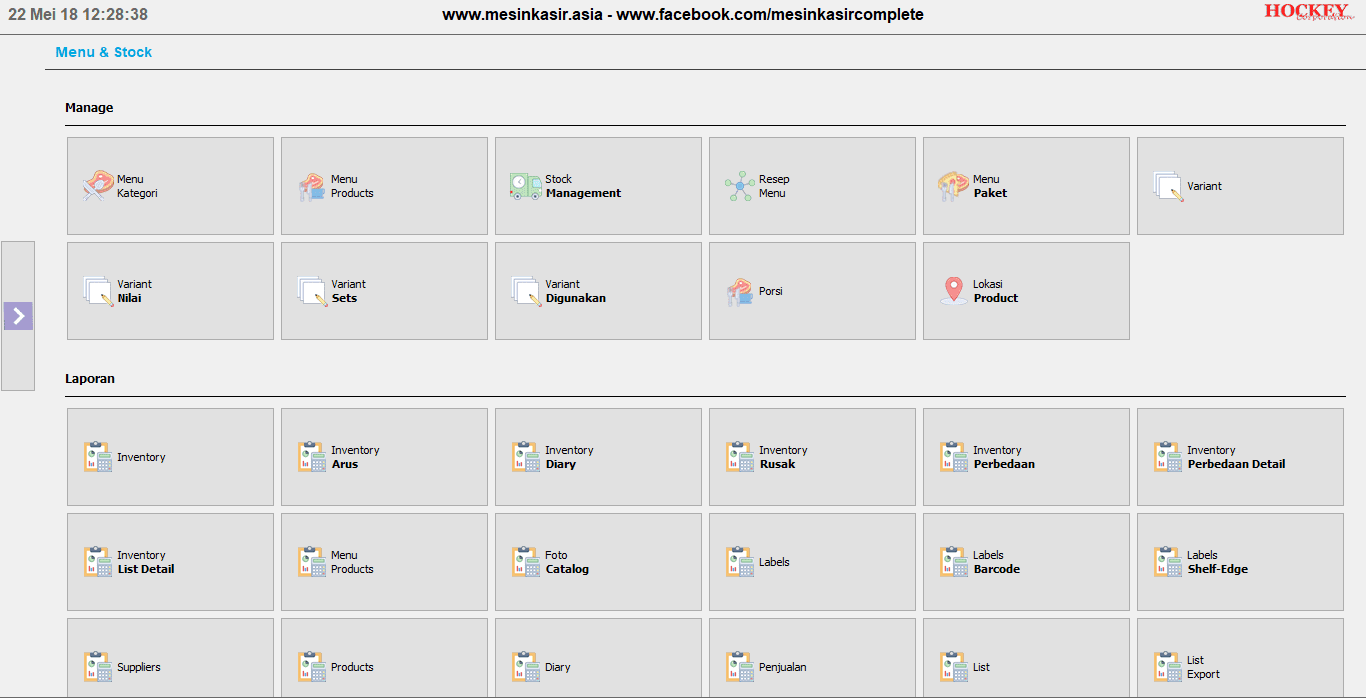 22 Mei 18 12:28:38
www.mesinkasir.asia - www.facebook.com/mesinkasircomplete
HOCKEY
Corporation
Menu & Stock
Manage
Menu
Kategori
Menu
Products
Stock
Management
Resep
Menu
Menu
Paket
Variant
Variant
Nilai
Variant
Sets
Variant
Digunakan
Porsi
Lokasi
Product
Laporan
Inventory
Inventory
Arus
Inventory
Diary
Inventory
Rusak
Inventory
Perbedaan
Inventory
Perbedaan Detail
Inventory
List Detail
Menu
Products
Foto
Catalog
Labels
Labels
Barcode
Labels
Shelf-Edge
Suppliers
Products
Diary
Penjualan
List
List
Export